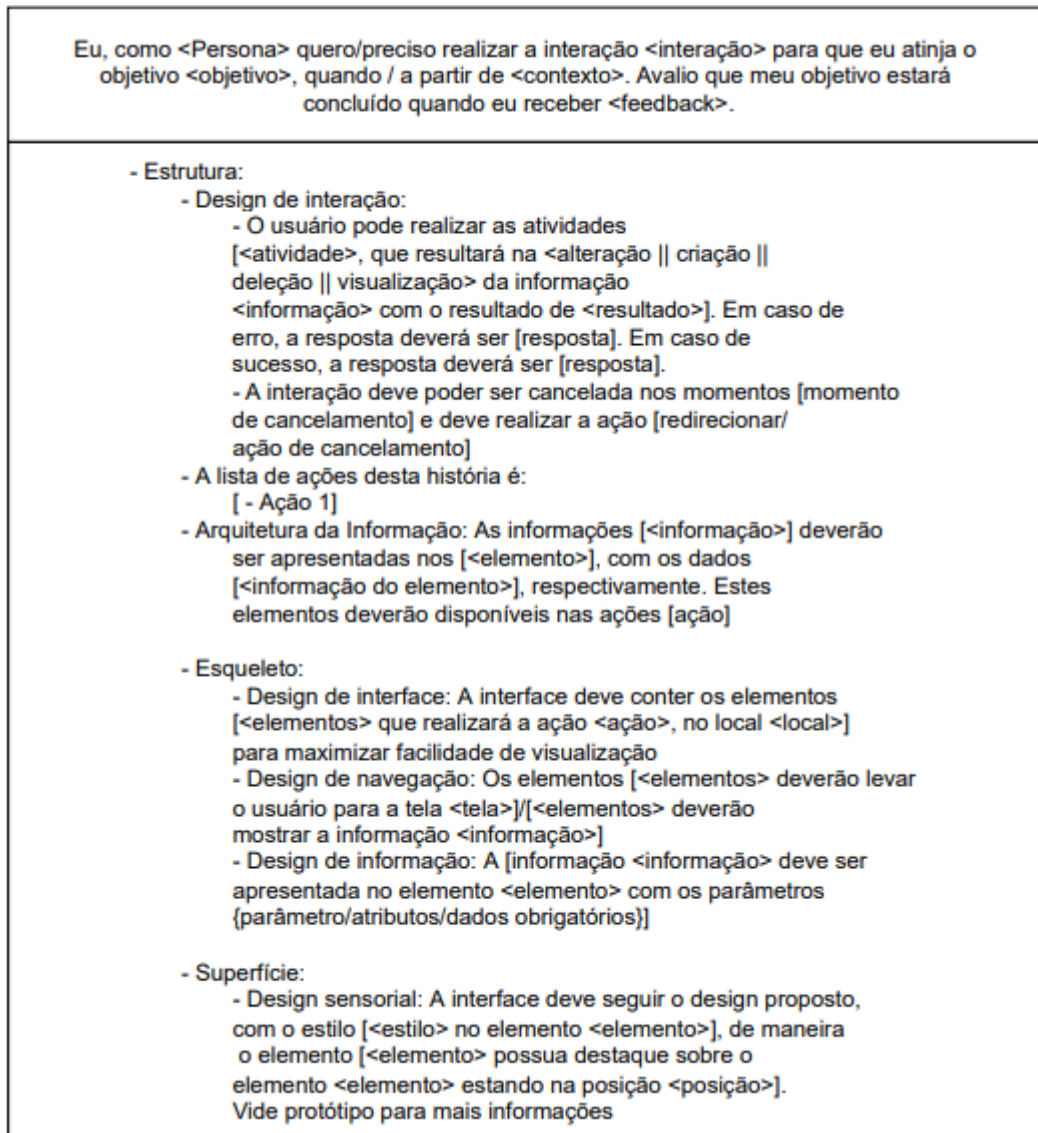 Eu, como <Persona> quero/preciso realizar a interação <interação> para que eu atinja o
objetivo <objetivo>, quando / a partir de <contexto>. Avalio que meu objetivo estará
concluído quando eu receber <feedback>.
- Estrutura:
- Design de interação:
- O usuário pode realizar as atividades
[<atividade>, que resultará na <alteração || criação ||
deleção || visualização> da informação
<informação> com o resultado de <resultado>]. Em caso de
erro, a resposta deverá ser [resposta]. Em caso de
sucesso, a resposta deverá ser [resposta].
- A interação deve poder ser cancelada nos momentos [momento
de cancelamento] e deve realizar a ação [redirecionar/
ação de cancelamento]
- A lista de ações desta história é:
[ - Ação 1]
- Arquitetura da Informação: As informações [<informação>] deverão
ser apresentadas nos [<elemento>], com os dados
[<informação do elemento>], respectivamente. Estes
elementos deverão disponíveis nas ações [ação]
- Esqueleto:
- Design de interface: A interface deve conter os elementos
[<elementos> que realizará a ação <ação>, no local <local>]
para maximizar facilidade de visualização
- Design de navegação: Os elementos [<elementos> deverão levar
o usuário para a tela <tela>]/[<elementos> deverão
mostrar a informação <informação>]
- Design de informação: A [informação <informação> deve ser
apresentada no elemento <elemento> com os parâmetros
{parâmetro/atributos/dados obrigatórios}]
- Superfície:
- Design sensorial: A interface deve seguir o design proposto,
com o estilo [<estilo> no elemento <elemento>], de maneira
o elemento [<elemento> possua destaque sobre o
elemento <elemento> estando na posição <posição>].
Vide protótipo para mais informações